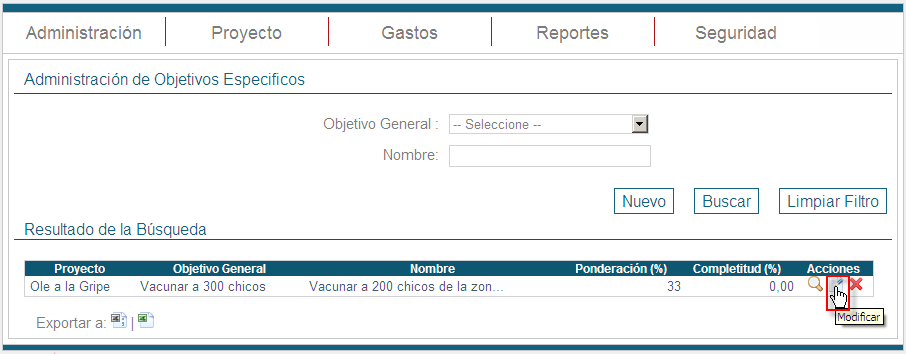 Administración Proyecto Gastos Reportes Seguridad
Administración de Objetivos Especificos
Objetivo General :
-- Seleccione --
Nombre:
Nuevo Buscar Limpiar Filtro
Resultado de la Búsqueda
Proyecto Objetivo General Nombre Ponderación (%) Completitud (%) Acciones
Ole a la Gripe Vacunar a 300 chicos Vacunar a 200 chicos de la zon... 33 0,00
Modificar
Exportar a: |